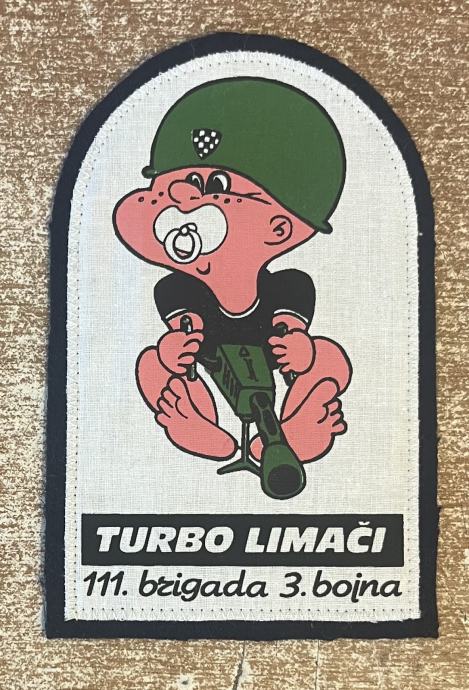 TURBO LIMAČI
111. brigada 3. bojna